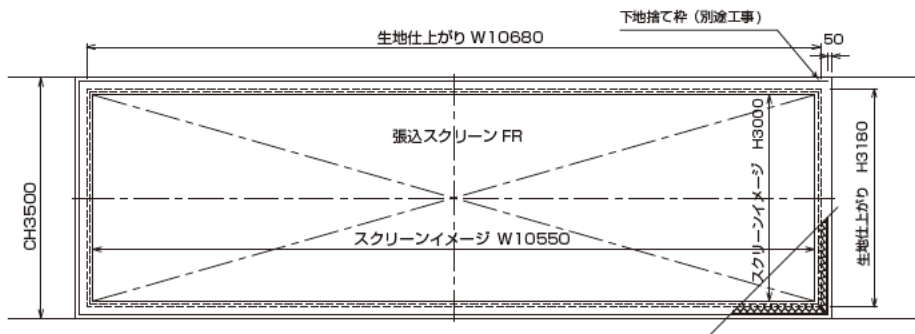 下地捨て枠（別途工事）
生地仕上がり W10680
50
張込スクリーン FR
スクリーンイメージ H3000
生地仕上がり H3180
CH3500
スクリーンイメージ W10550